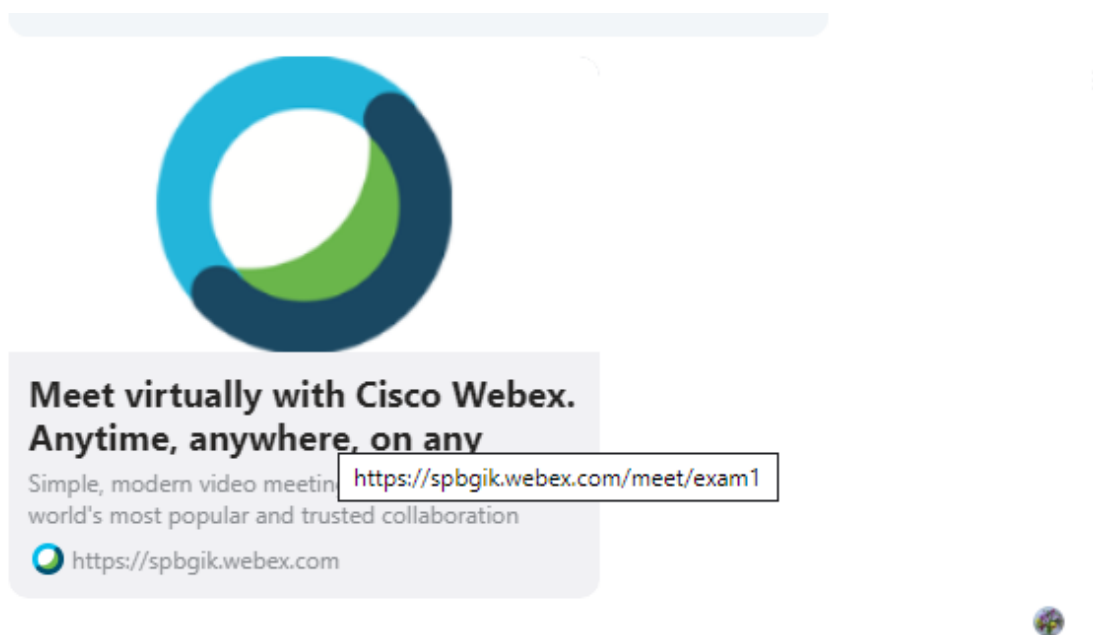 Meet virtually with Cisco Webex.
Anytime, anywhere, on any
Simple, modern video meetin
https://spbgik.webex.com/meet/exam1
world's most popular and trusted collaboration
https://spbgik.webex.com